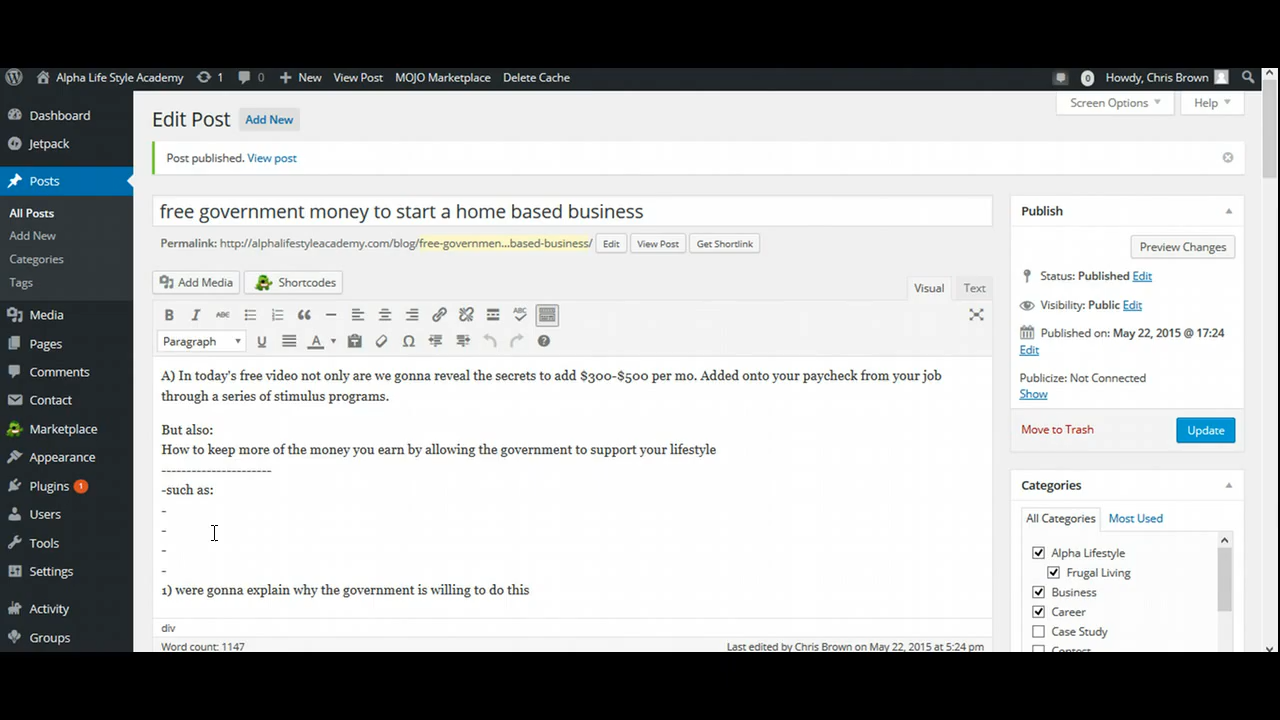 Alpha Life Style Academy 1 0 New View Post MOJO Marketplace Delete Cache 0 Howdy, Chris Brown
Screen Options Help
Dashboard
Jetpack
Posts
All Posts
Add New
Categories
Tags
Media
Pages
Comments
Contact
Marketplace
Appearance
Plugins 1
Users
Tools
Settings
Activity
Groups
Edit Post Add New
Post published. View post
free government money to start a home based business
Permalink: http://alphalifestyleacademy.com/blog/free-governmen...based-business/ Edit View Post Get Shortlink
Add Media Shortcodes
Visual Text
B I ABC ABC
Paragraph U A Ω
A) In today's free video not only are we gonna reveal the secrets to add $300-$500 per mo. Added onto your paycheck from your job
through a series of stimulus programs.
But also:
How to keep more of the money you earn by allowing the government to support your lifestyle
----------------------
-such as:
-
-
-
-
1) were gonna explain why the government is willing to do this
div
Word count: 1147 Last edited by Chris Brown on May 22, 2015 at 5:24 pm
Publish
Preview Changes
Status: Published Edit
Visibility: Public Edit
Published on: May 22, 2015 @ 17:24
Edit
Publicize: Not Connected
Show
Move to Trash Update
Categories
All Categories Most Used
Alpha Lifestyle
Frugal Living
Business
Career
Case Study